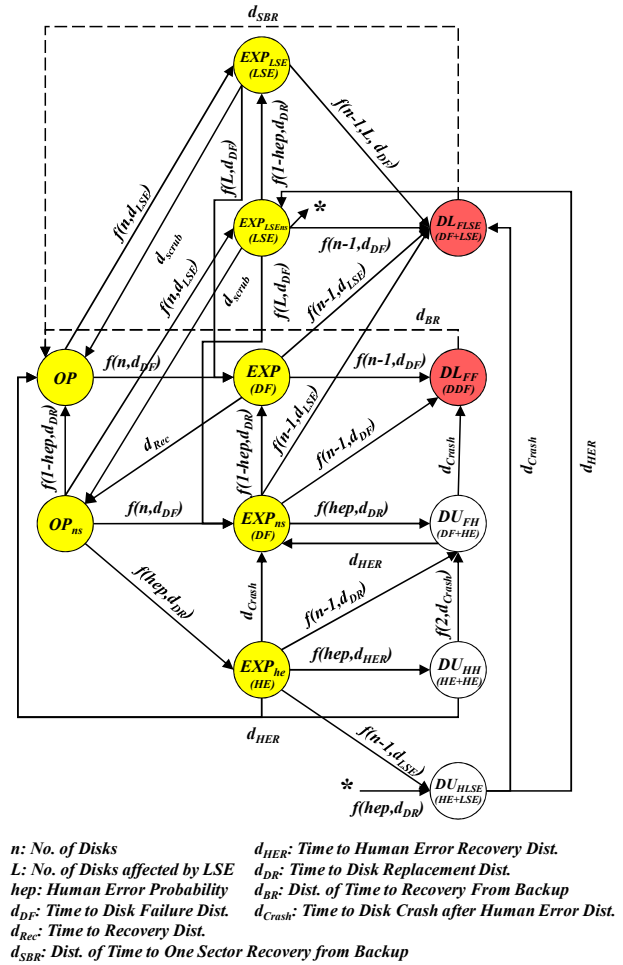 d_SBR
EXP_LSE
(LSE)
f(n-1,L, d_DF)
f(L,d_DF)
f(1-hep,d_DR)
f(n,d_LSE)
d_scrub
*
EXP_LSEns
(LSE)
f(n-1,d_DF)
DL_FLSE
(DF+LSE)
f(n,d_LSE)
d_scrub
f(L,d_DF)
f(n-1,d_LSE)
d_BR
OP
f(n,d_DF)
EXP
(DF)
f(n-1,d_DF)
DL_FF
(DDF)
f(1-hep,d_DR)
d_Rec
f(1-hep,d_DR)
f(n-1,d_LSE)
f(n-1,d_DF)
d_Crash
d_Crash
d_HER
OP_ns
f(n,d_DF)
EXP_ns
(DF)
f(hep,d_DR)
DU_FH
(DF+HE)
d_HER
f(hep,d_DR)
d_Crash
f(n-1,d_DR)
f(2,d_Crash)
EXP_he
(HE)
f(hep,d_HER)
DU_HH
(HE+HE)
d_HER
f(n-1,d_LSE)
*
f(hep,d_DR)
DU_HLSE
(HE+LSE)
n: No. of Disks
L: No. of Disks affected by LSE
hep: Human Error Probability
d_DF: Time to Disk Failure Dist.
d_Rec: Time to Recovery Dist.
d_SBR: Dist. of Time to One Sector Recovery from Backup
d_HER: Time to Human Error Recovery Dist.
d_DR: Time to Disk Replacement Dist.
d_BR: Dist. of Time to Recovery From Backup
d_Crash: Time to Disk Crash after Human Error Dist.